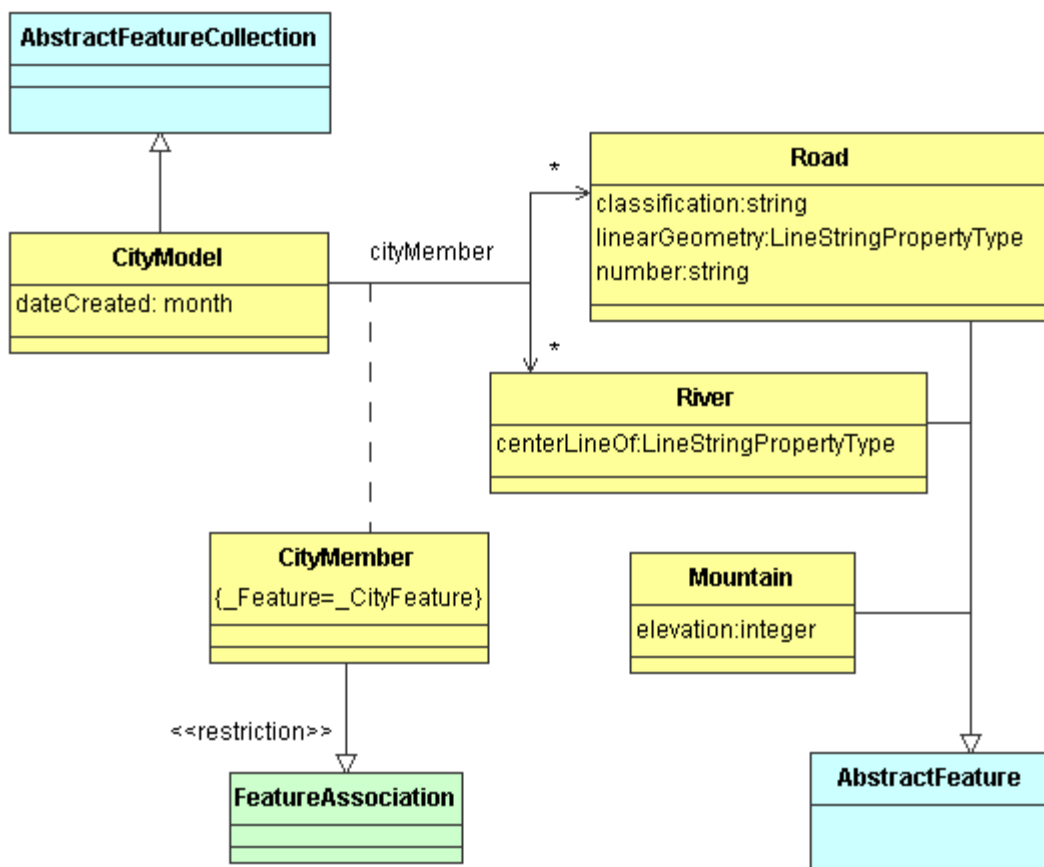 AbstractFeatureCollection
*
Road
classification:string
linearGeometry:LineStringPropertyType
number:string
CityModel
dateCreated: month
cityMember
*
River
centerLineOf:LineStringPropertyType
CityMember
{_Feature=_CityFeature}
Mountain
elevation:integer
<<restriction>>
FeatureAssociation
AbstractFeature